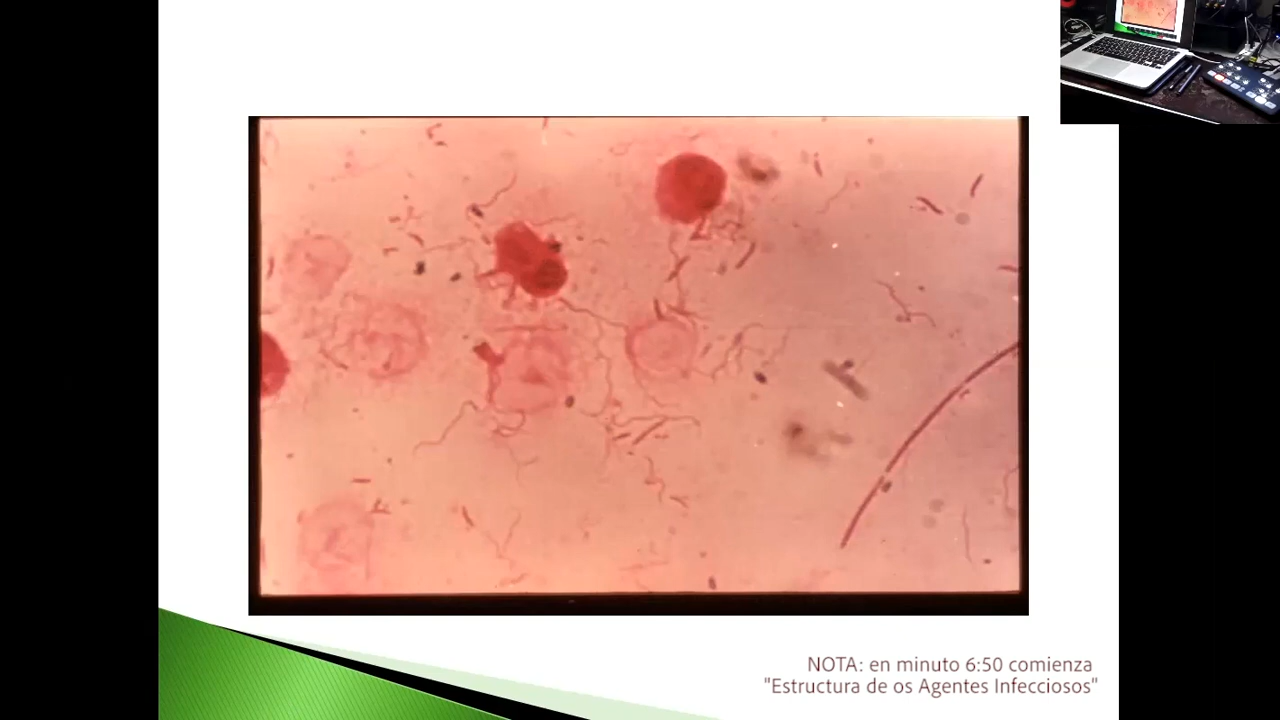 NOTA: en minuto 6:50 comienza
"Estructura de os Agentes Infecciosos"